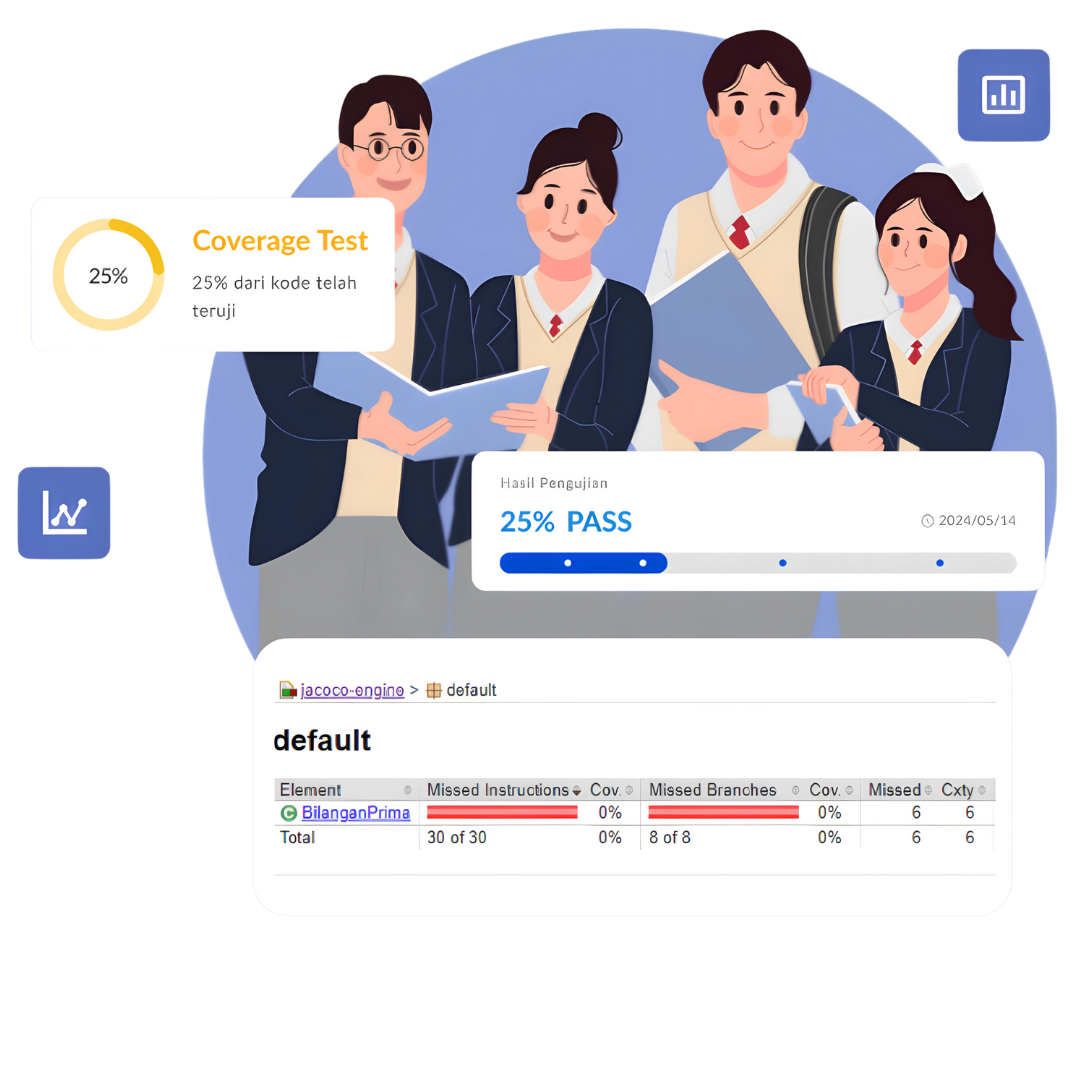 Coverage Test
25%
25% dari kode telah
teruji
Hasil Pengujian
25% PASS
2024/05/14
jacoco-engine > default
default
Element Missed Instructions Cov. Missed Branches Cov. Missed Cxty
BilanganPrima 0% 0% 6 6
Total 30 of 30 0% 8 of 8 0% 6 6